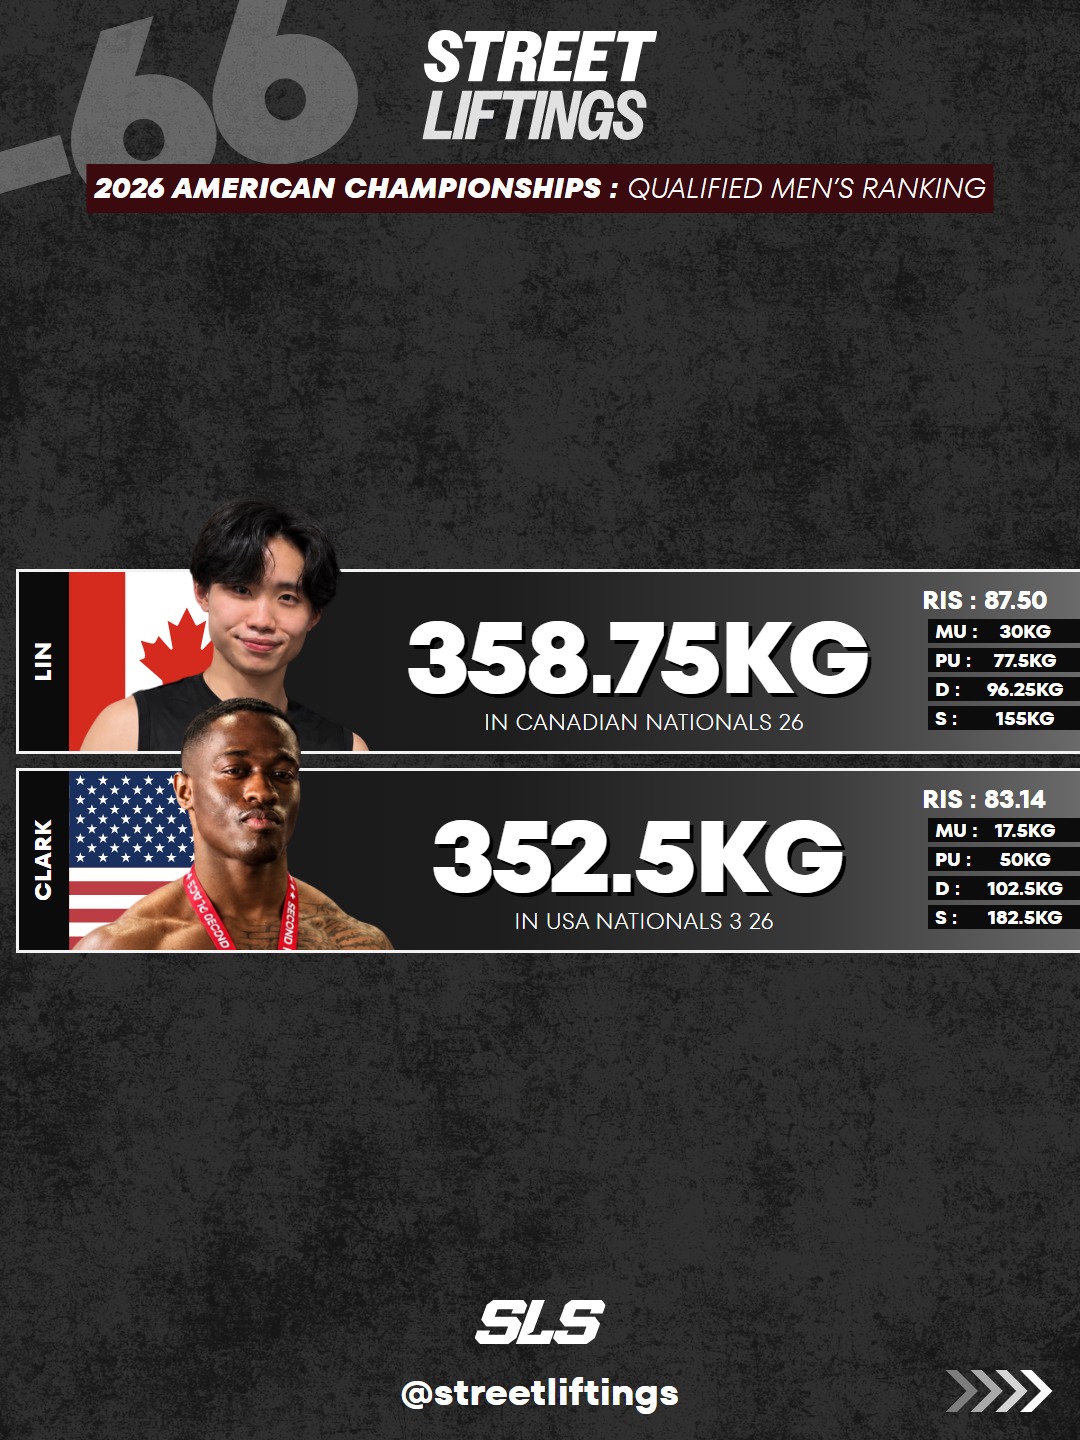 -66
STREET
LIFTINGS
2026 AMERICAN CHAMPIONSHIPS : QUALIFIED MEN'S RANKING
LIN
358.75KG
IN CANADIAN NATIONALS 26
RIS : 87.50
MU : 30KG
PU : 77.5KG
D : 96.25KG
S : 155KG
CLARK
SECOND
SECOND
352.5KG
IN USA NATIONALS 3 26
RIS : 83.14
MU : 17.5KG
PU : 50KG
D : 102.5KG
S : 182.5KG
SLS
@streetliftings